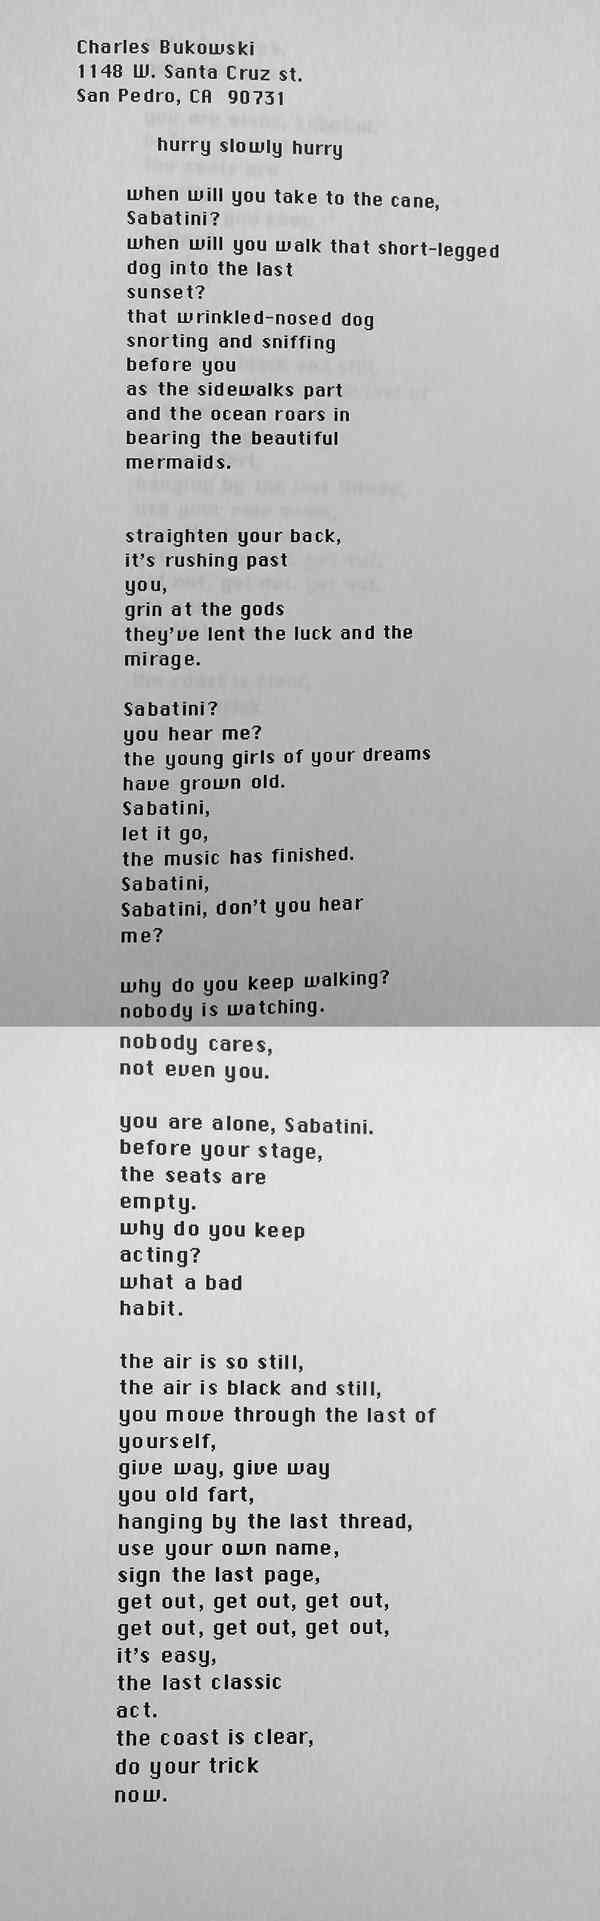 Charles Bukowski
1148 W. Santa Cruz st.
San Pedro, CA  90731
hurry slowly hurry
when will you take to the cane,
Sabatini?
when will you walk that short-legged
dog into the last
sunset?
that wrinkled-nosed dog
snorting and sniffing
before you
as the sidewalks part
and the ocean roars in
bearing the beautiful
mermaids.
straighten your back,
it's rushing past
you,
grin at the gods
they've lent the luck and the
mirage.
Sabatini?
you hear me?
the young girls of your dreams
have grown old.
Sabatini,
let it go,
the music has finished.
Sabatini,
Sabatini, don't you hear
me?
why do you keep walking?
nobody is watching.
nobody cares,
not even you.
you are alone, Sabatini.
before your stage,
the seats are
empty.
why do you keep
acting?
what a bad
habit.
the air is so still,
the air is black and still,
you move through the last of
yourself,
give way, give way
you old fart,
hanging by the last thread,
use your own name,
sign the last page,
get out, get out, get out,
get out, get out, get out,
it's easy,
the last classic
act.
the coast is clear,
do your trick
now.